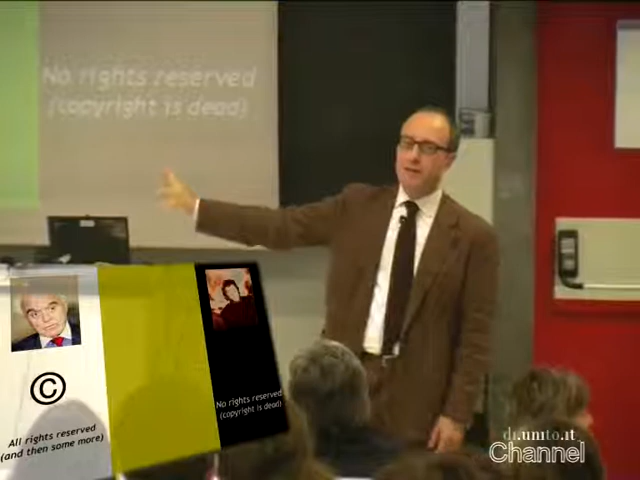 No rights reserved
(copyright is dead)
©
All rights reserved
(and then some more)
No rights reserved
(copyright is dead)
di.unito.it
Channel